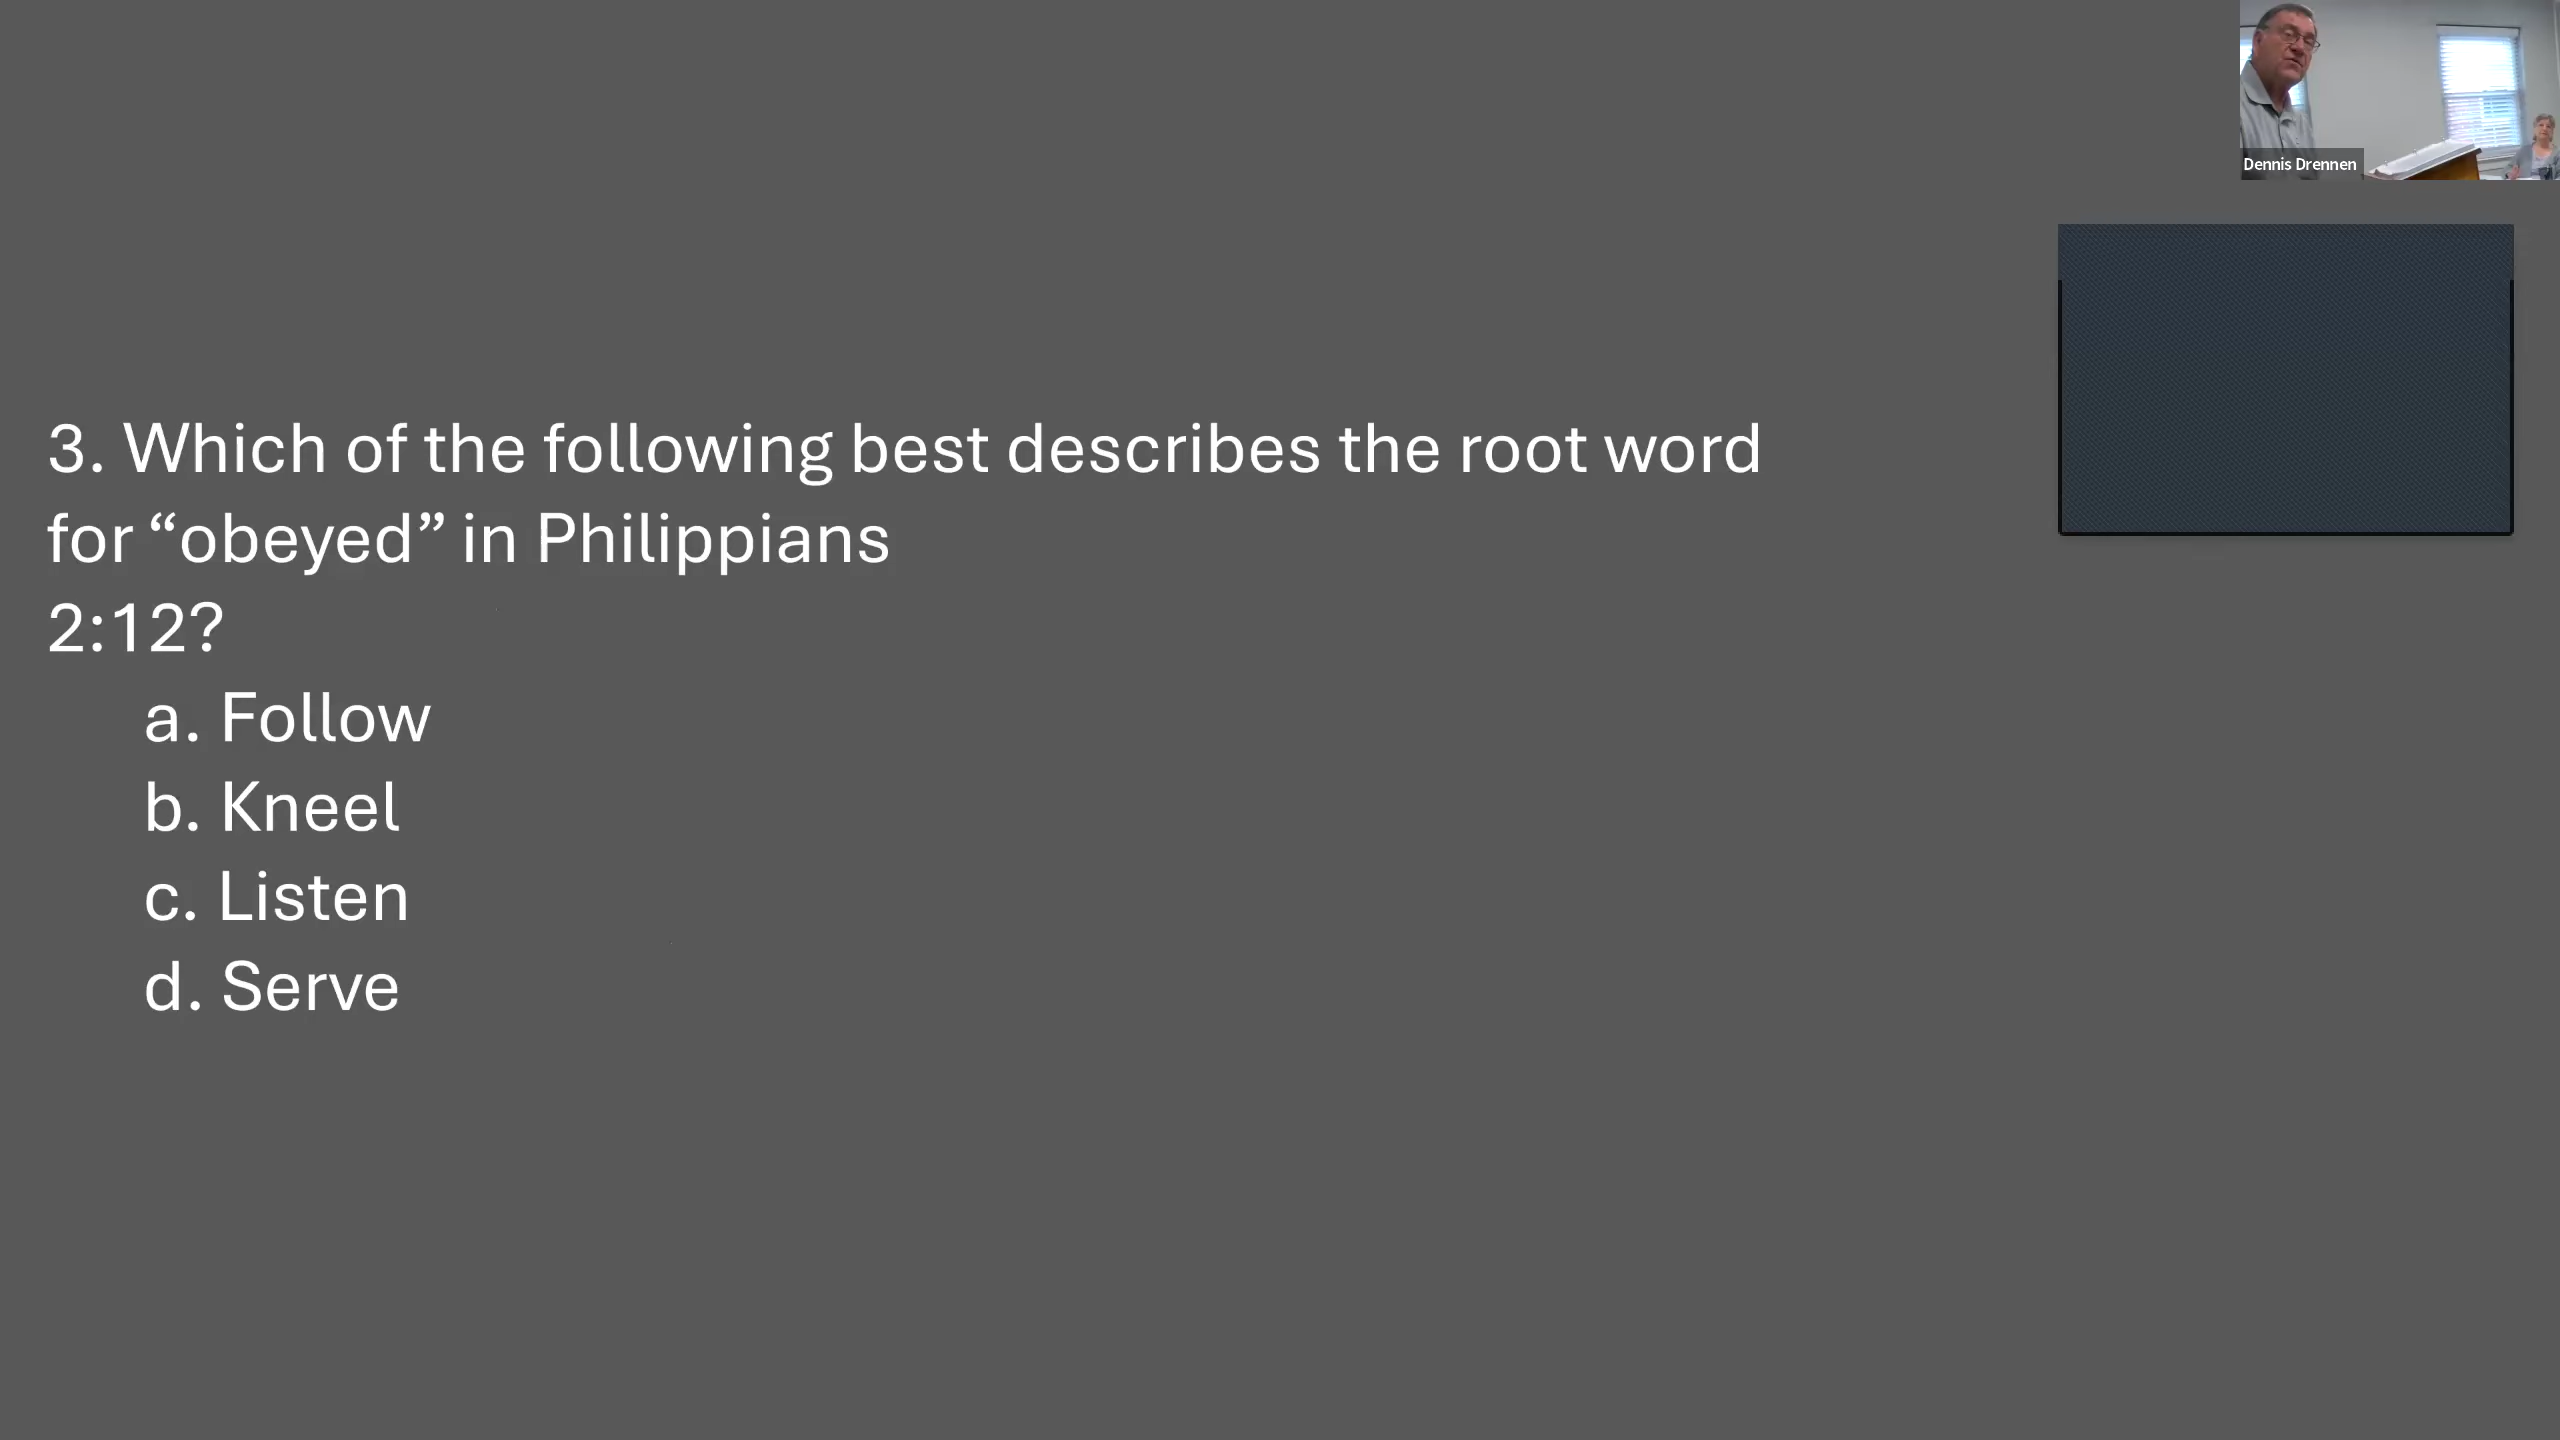 Dennis Drennen
3. Which of the following best describes the root word
for “obeyed” in Philippians
2:12?
a. Follow
b. Kneel
c. Listen
d. Serve